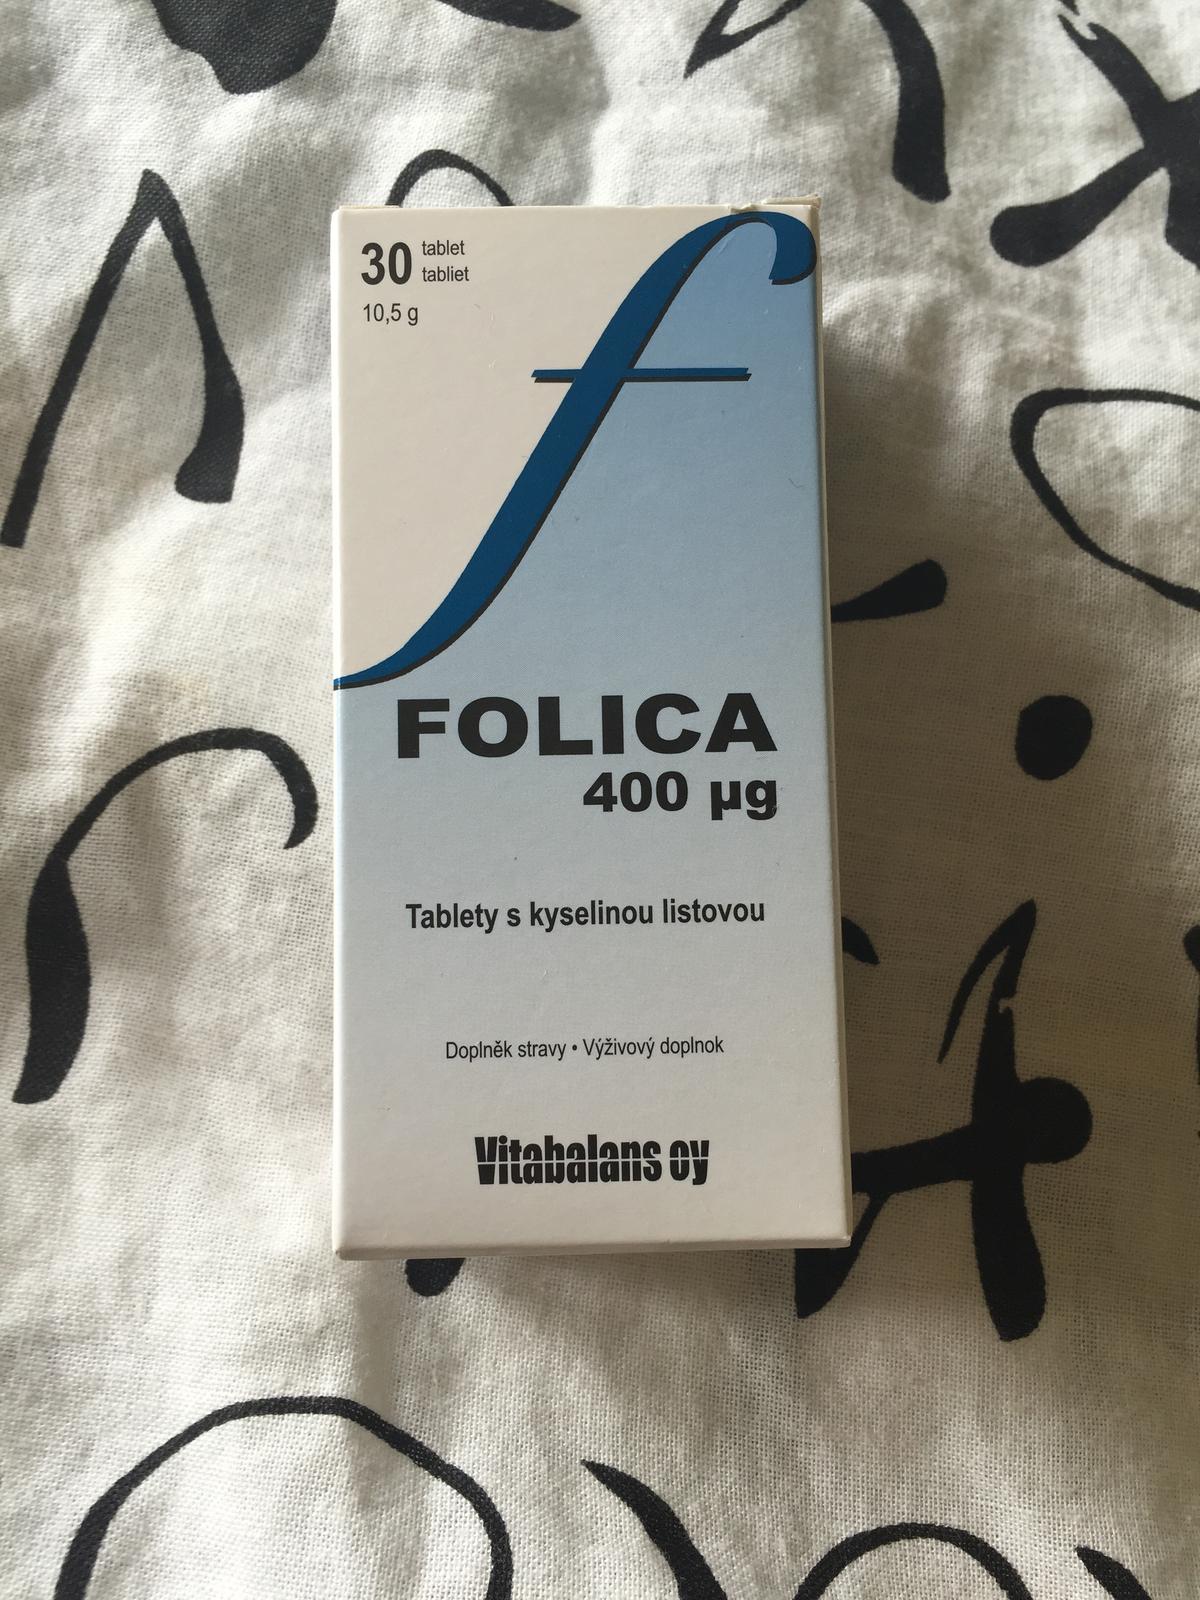 30 tablet
tabliet
10,5 g
f
FOLICA
400 µg
Tablety s kyselinou listovou
Doplněk stravy • Výživový doplnok
Vitabalans oy